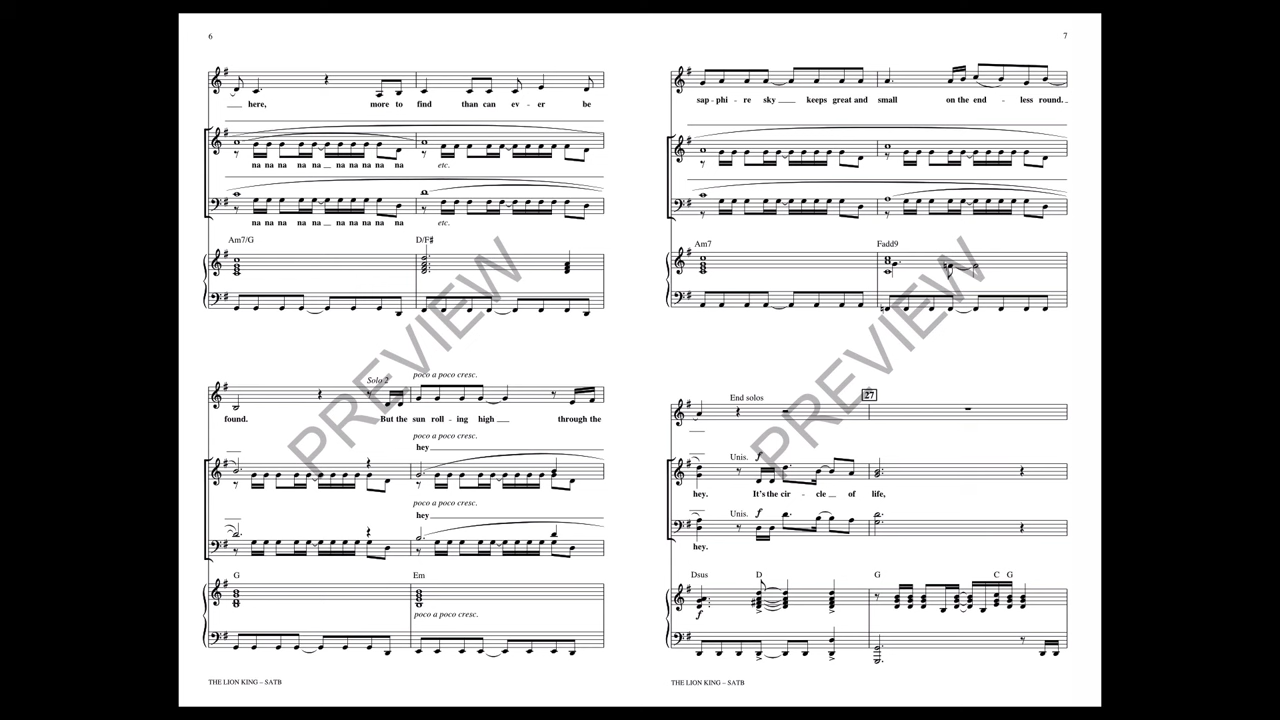 6
here, more to find than can ev - er be
na na na na na na na na na etc.
na na na na na na na na na etc.
Am7/G D/F#
poco a poco cresc.
Solo 2
found. But the sun roll - ing high through the
poco a poco cresc.
hey
poco a poco cresc.
hey
G Em
poco a poco cresc.
THE LION KING – SATB
PREVIEW
7
sap - phi - re sky keeps great and small on the end - less round.
Am7 Fadd9
End solos 27
Unis. f
hey. It's the cir - cle of life,
Unis. f
hey.
Dsus D G C G
f
THE LION KING – SATB
PREVIEW